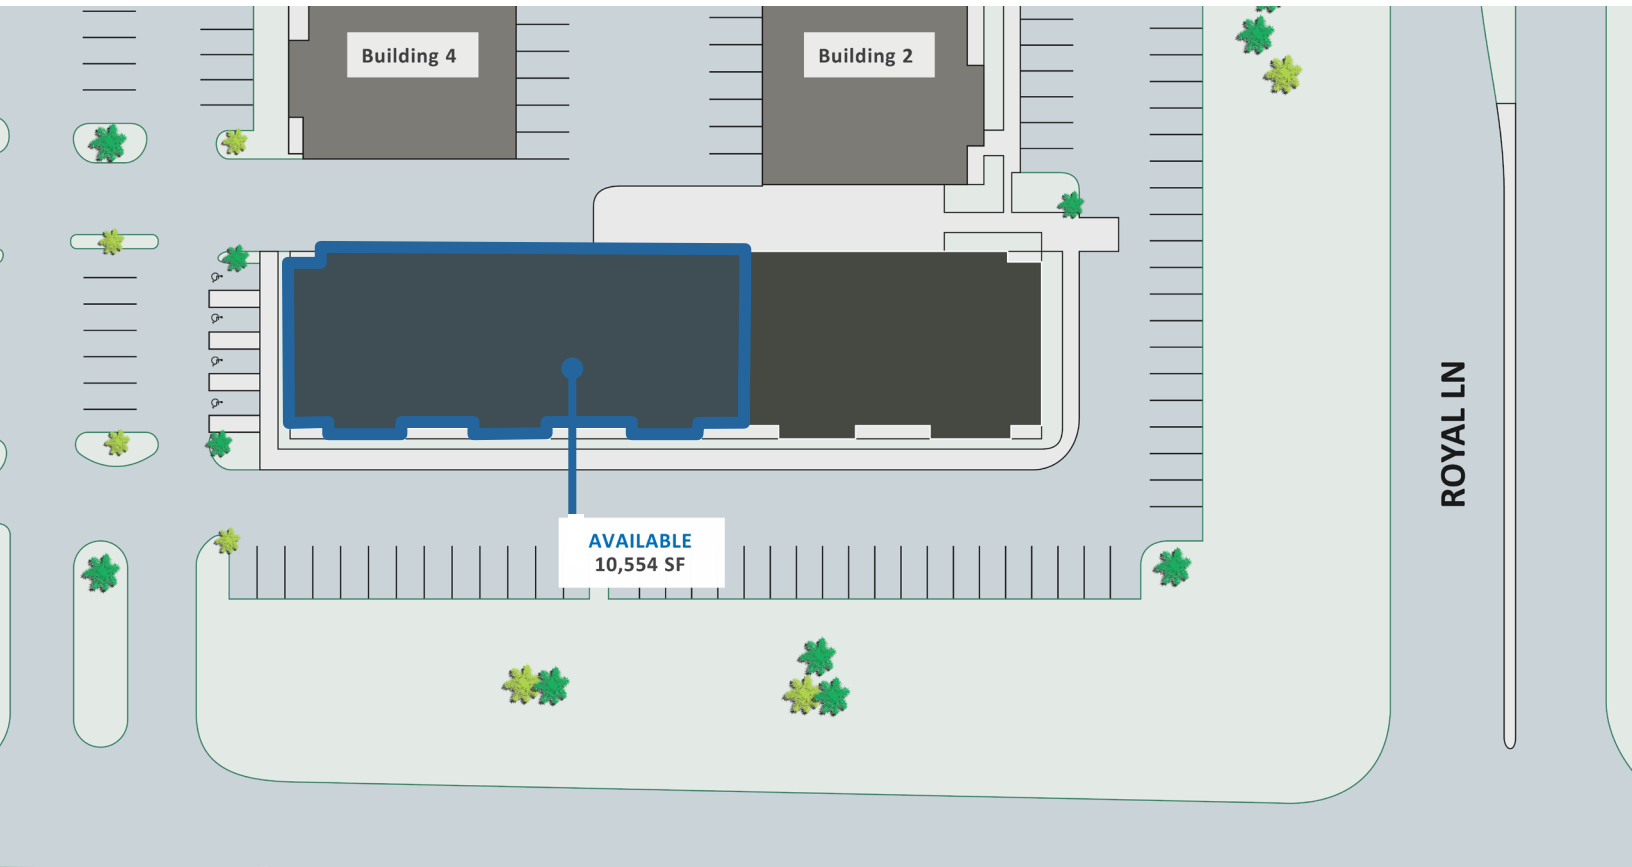 Building 4
Building 2
ROYAL LN
AVAILABLE
10,554 SF